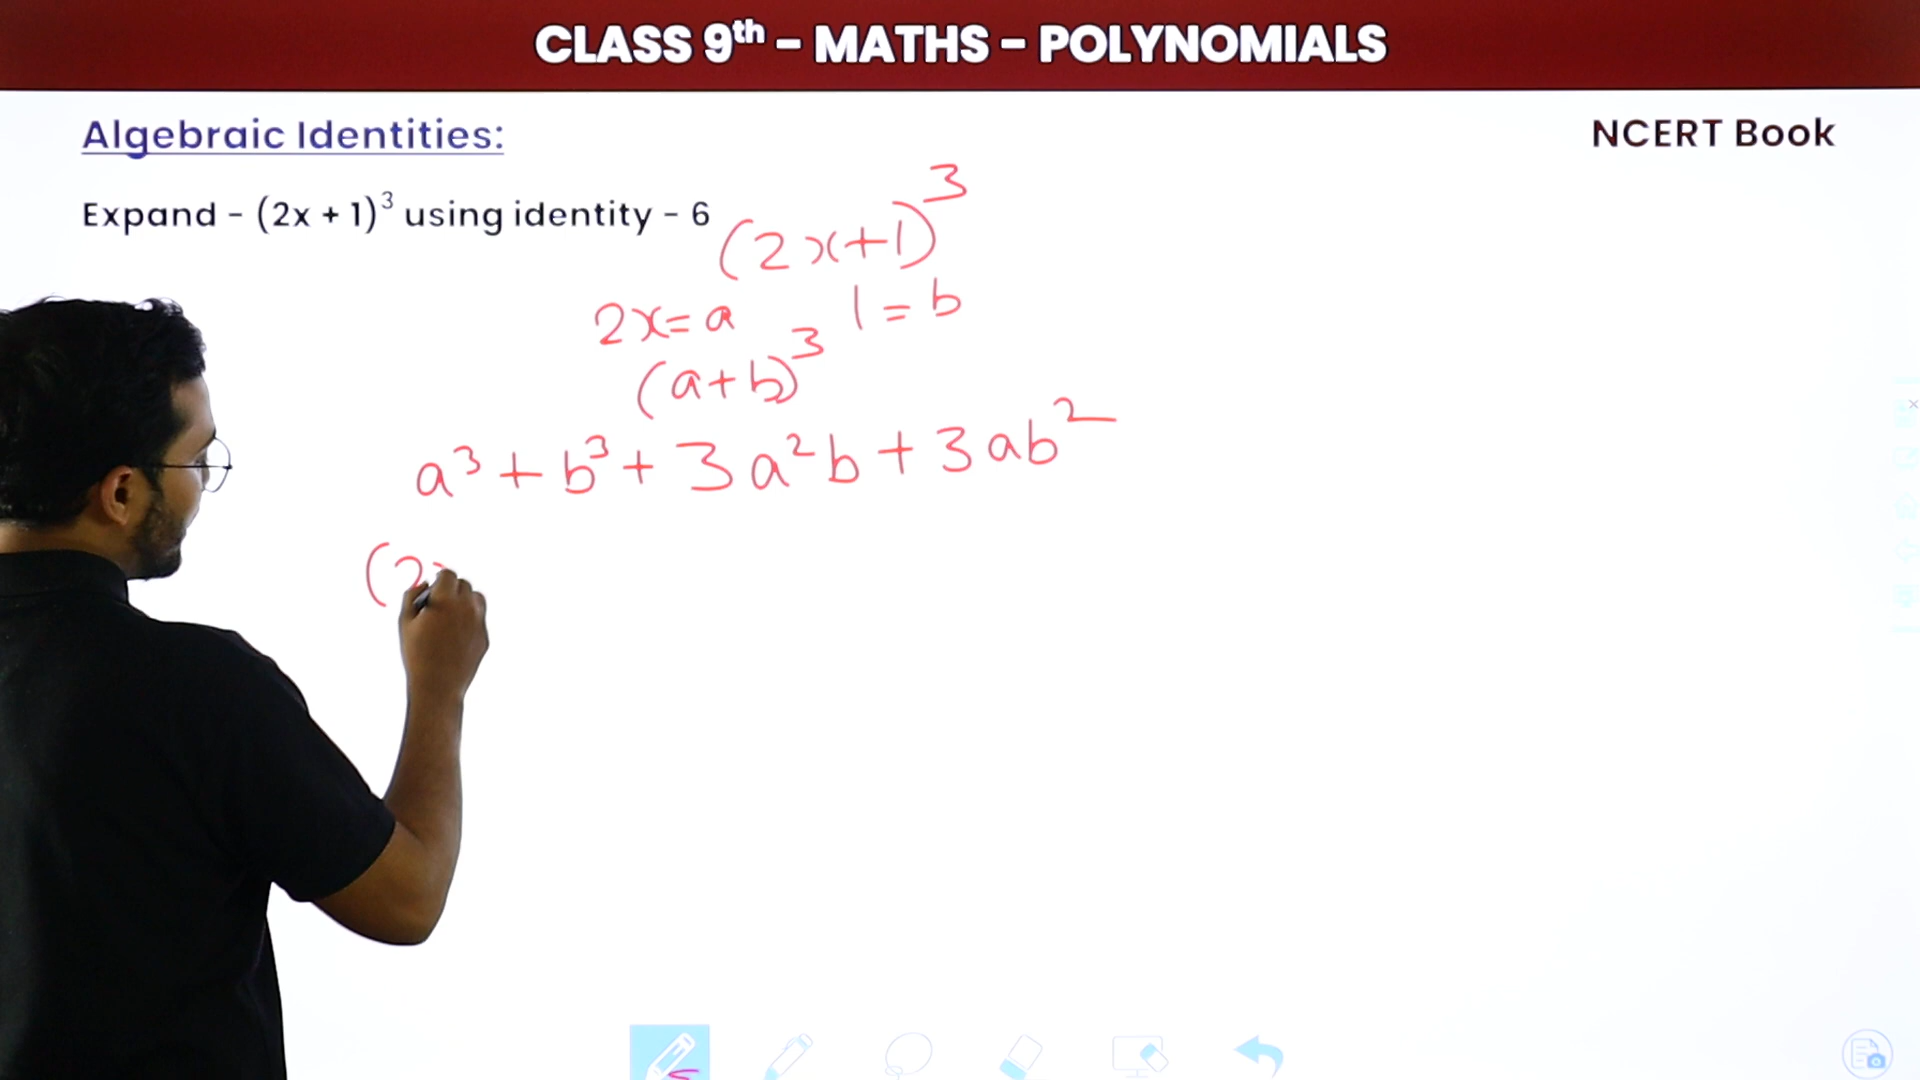 CLASS 9th – MATHS – POLYNOMIALS
Algebraic Identities:
NCERT Book
Expand - (2x + 1)³ using identity - 6
(2x+1)³
2x=a 1=b
(a+b)³
a³+b³+3a²b+3ab²
(2x